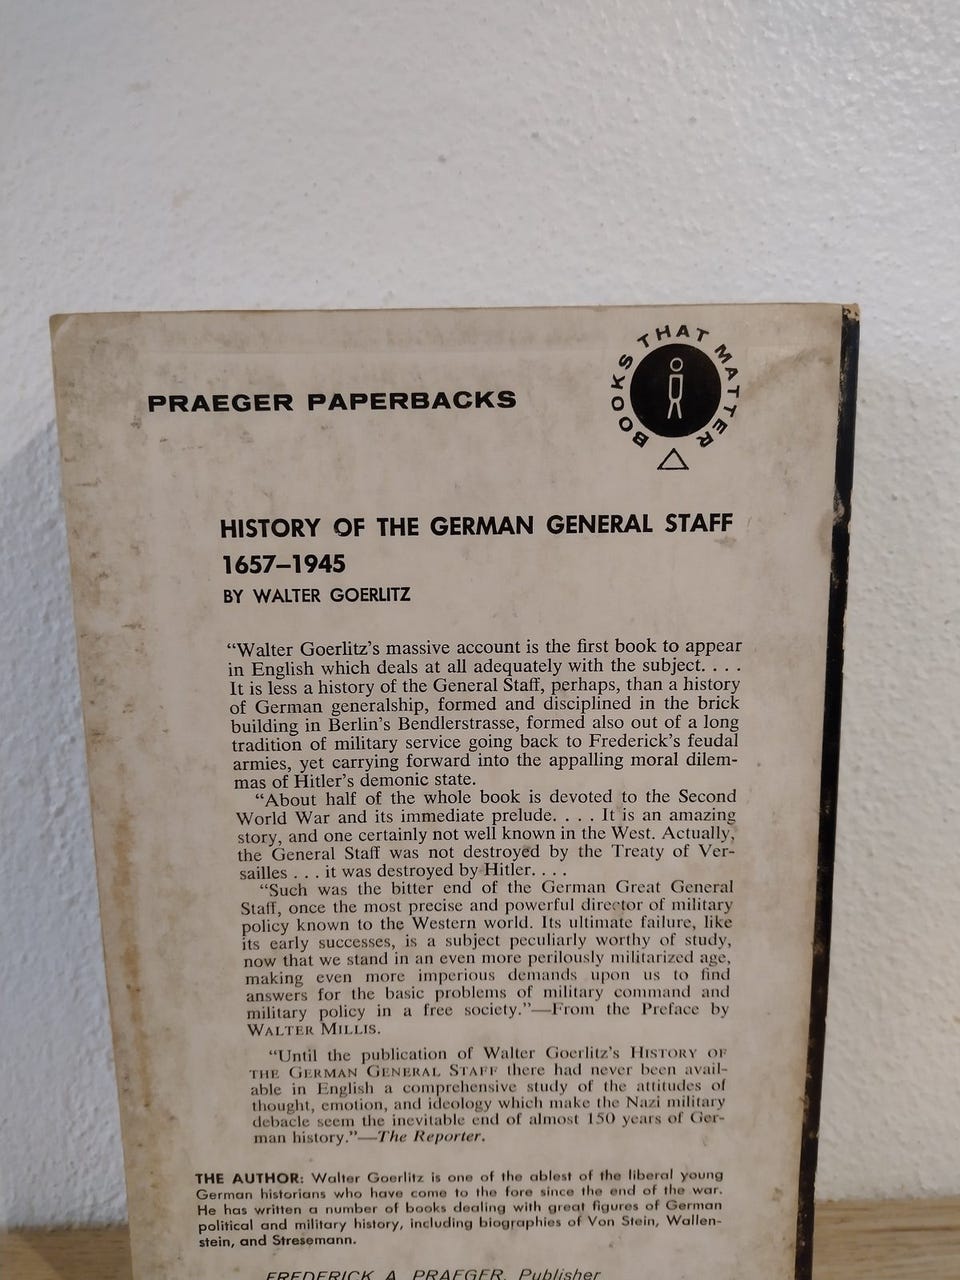 BOOKS THAT MATTER
PRAEGER PAPERBACKS
HISTORY OF THE GERMAN GENERAL STAFF
1657–1945
BY WALTER GOERLITZ
“Walter Goerlitz’s massive account is the first book to appear
in English which deals at all adequately with the subject. . . .
It is less a history of the General Staff, perhaps, than a history
of German generalship, formed and disciplined in the brick
building in Berlin’s Bendlerstrasse, formed also out of a long
tradition of military service going back to Frederick’s feudal
armies, yet carrying forward into the appalling moral dilem-
mas of Hitler’s demonic state.
“About half of the whole book is devoted to the Second
World War and its immediate prelude. . . . It is an amazing
story, and one certainly not well known in the West. Actually,
the General Staff was not destroyed by the Treaty of Ver-
sailles . . . it was destroyed by Hitler. . . .
“Such was the bitter end of the German Great General
Staff, once the most precise and powerful director of military
policy known to the Western world. Its ultimate failure, like
its early successes, is a subject peculiarly worthy of study,
now that we stand in an even more perilously militarized age,
making even more imperious demands upon us to find
answers for the basic problems of military command and
military policy in a free society.”—From the Preface by
WALTER MILLIS.
“Until the publication of Walter Goerlitz’s HISTORY OF
THE GERMAN GENERAL STAFF there had never been avail-
able in English a comprehensive study of the attitudes of
thought, emotion, and ideology which make the Nazi military
debacle seem the inevitable end of almost 150 years of Ger-
man history.”—The Reporter.
THE AUTHOR: Walter Goerlitz is one of the ablest of the liberal young
German historians who have come to the fore since the end of the war.
He has written a number of books dealing with great figures of German
political and military history, including biographies of Von Stein, Wallen-
stein, and Stresemann.
FREDERICK A. PRAEGER, Publisher